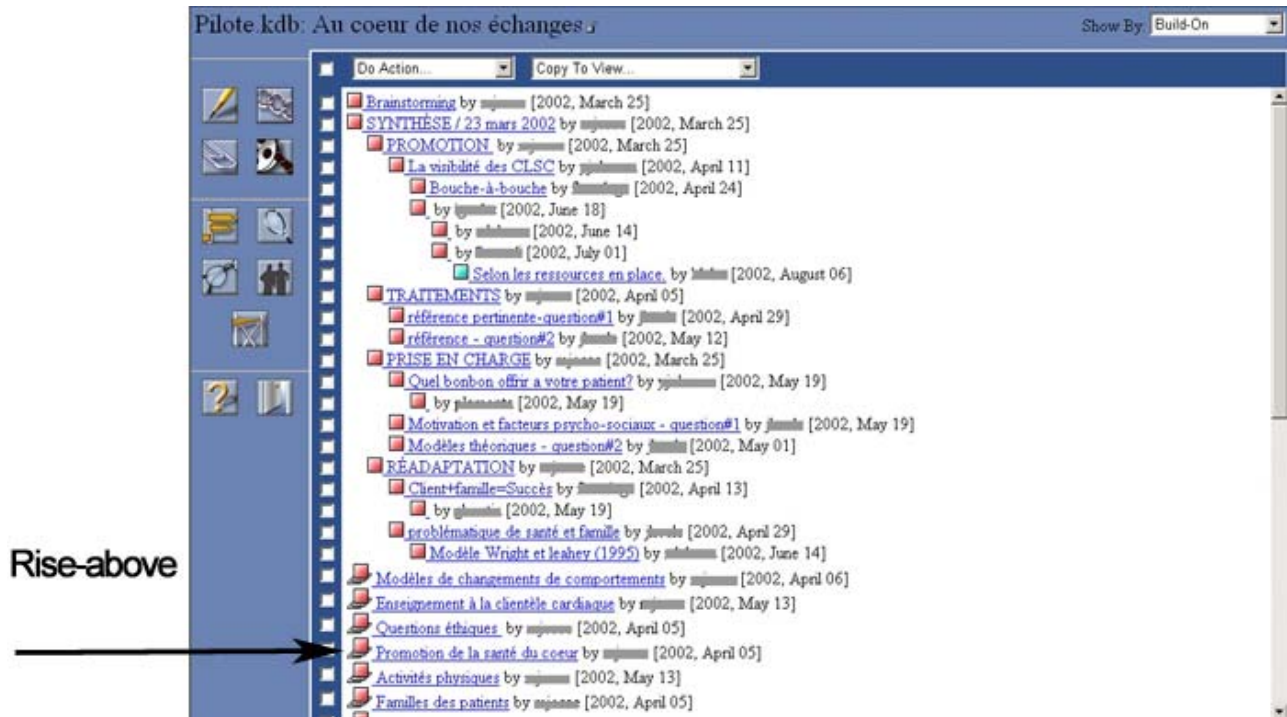 Pilote.kdb: Au coeur de nos échanges
Show By: Build-On
Do Action... Copy To View...
Brainstorming by [2002, March 25]
SYNTHÈSE / 23 mars 2002 by [2002, March 25]
PROMOTION by [2002, March 25]
La visibilité des CLSC by [2002, April 11]
Bouche-à-bouche by [2002, April 24]
by [2002, June 18]
by [2002, June 14]
by [2002, July 01]
Selon les ressources en place. by [2002, August 06]
TRAITEMENTS by [2002, April 05]
référence pertinente-question#1 by [2002, April 29]
référence - question#2 by [2002, May 12]
PRISE EN CHARGE by [2002, March 25]
Quel bonbon offrir a votre patient? by [2002, May 19]
by [2002, May 19]
Motivation et facteurs psycho-sociaux - question#1 by [2002, May 19]
Modèles théoriques - question#2 by [2002, May 01]
RÉADAPTATION by [2002, March 25]
Client+famille=Succès by [2002, April 13]
by [2002, May 19]
problématique de santé et famille by [2002, April 29]
Modèle Wright et leahey (1995) by [2002, June 14]
Rise-above
Modèles de changements de comportements by [2002, April 06]
Enseignement à la clientèle cardiaque by [2002, May 13]
Questions éthiques by [2002, April 05]
Promotion de la santé du coeur by [2002, April 05]
Activités physiques by [2002, May 13]
Familles des patients by [2002, April 05]